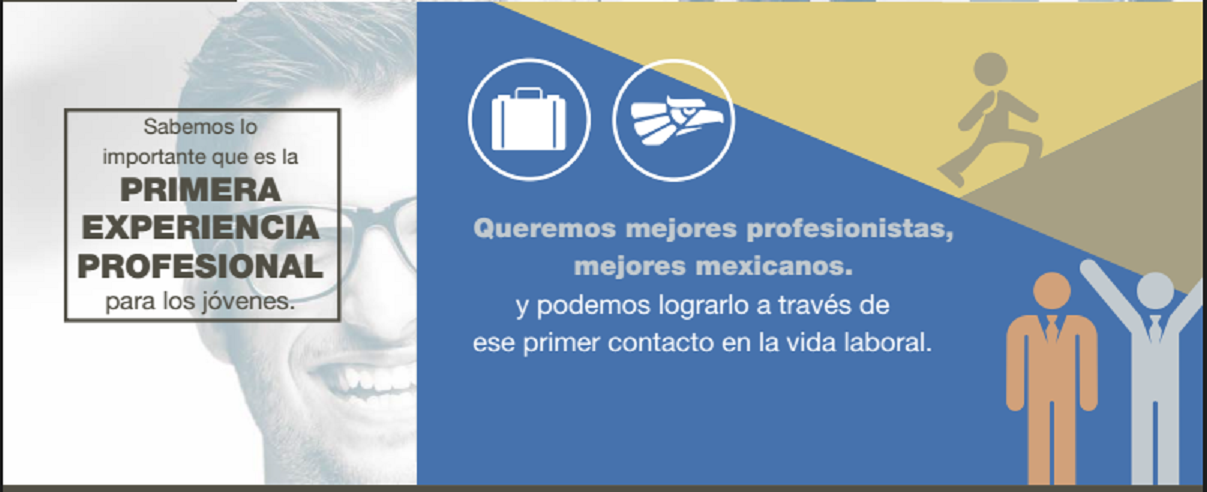 Sabemos lo
importante que es la
PRIMERA
EXPERIENCIA
PROFESIONAL
para los jóvenes.
Queremos mejores profesionistas,
mejores mexicanos.
y podemos lograrlo a través de
ese primer contacto en la vida laboral.